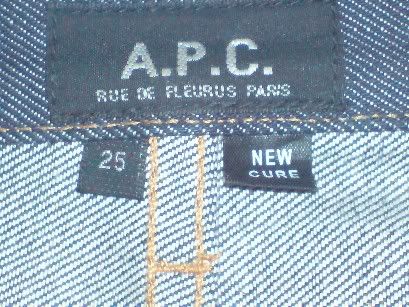 A.P.C.
RUE DE FLEURUS PARIS
25
NEW
CURE